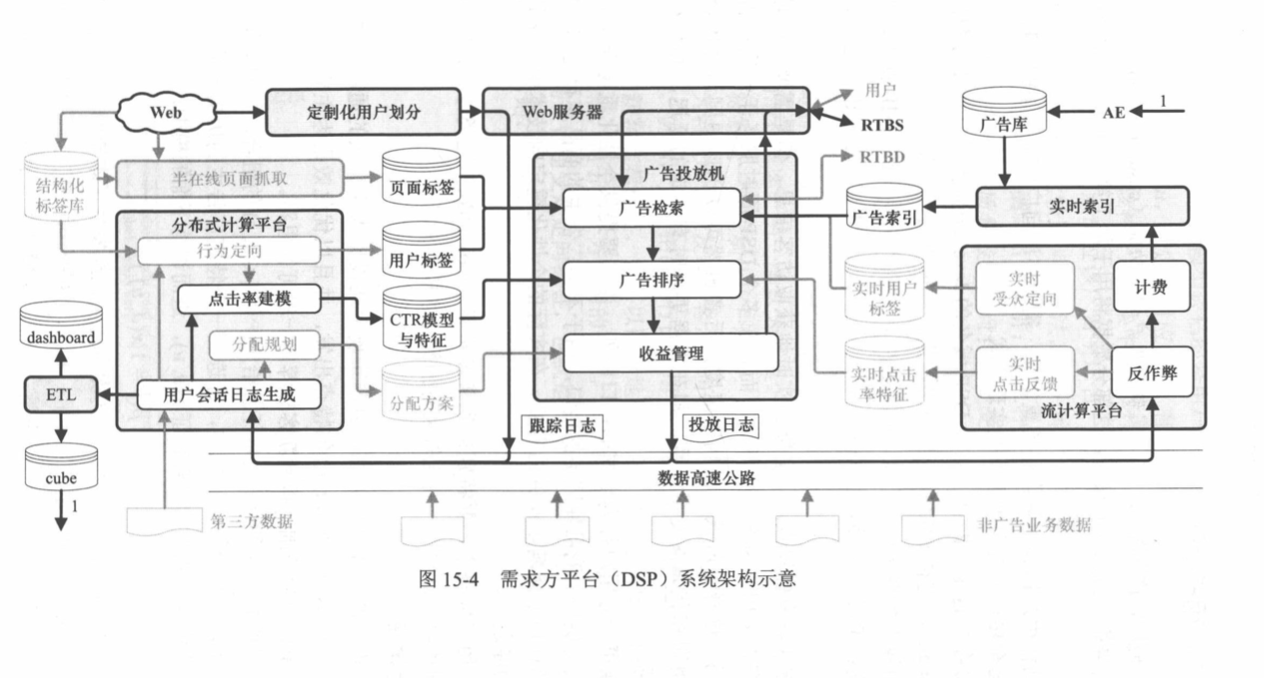 Web
定制化用户划分
Web服务器
用户
RTBS
RTBD
广告库
AE
1
结构化
标签库
半在线页面抓取
页面标签
广告投放机
广告检索
广告索引
实时索引
分布式计算平台
行为定向
用户标签
广告排序
实时用户
标签
实时
受众定向
计费
点击率建模
CTR模型
与特征
dashboard
分配规划
收益管理
实时点击
率特征
实时
点击反馈
反作弊
ETL
用户会话日志生成
分配方案
流计算平台
跟踪日志
投放日志
cube
1
数据高速公路
第三方数据
非广告业务数据
图 15-4 需求方平台（DSP）系统架构示意